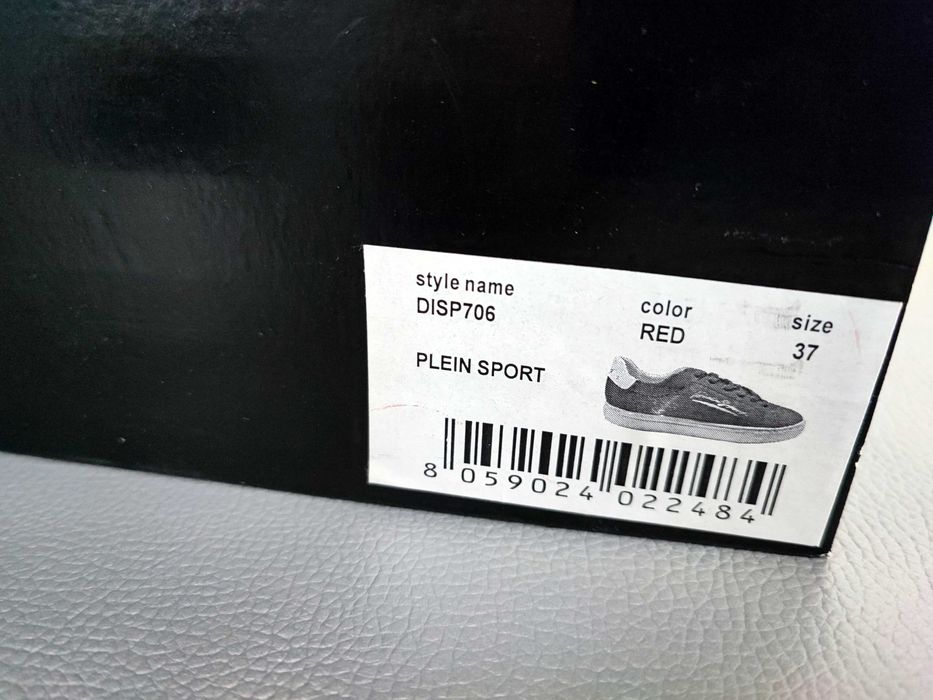 style name
DISP706
color
RED
size
37
PLEIN SPORT
8 059024 022484